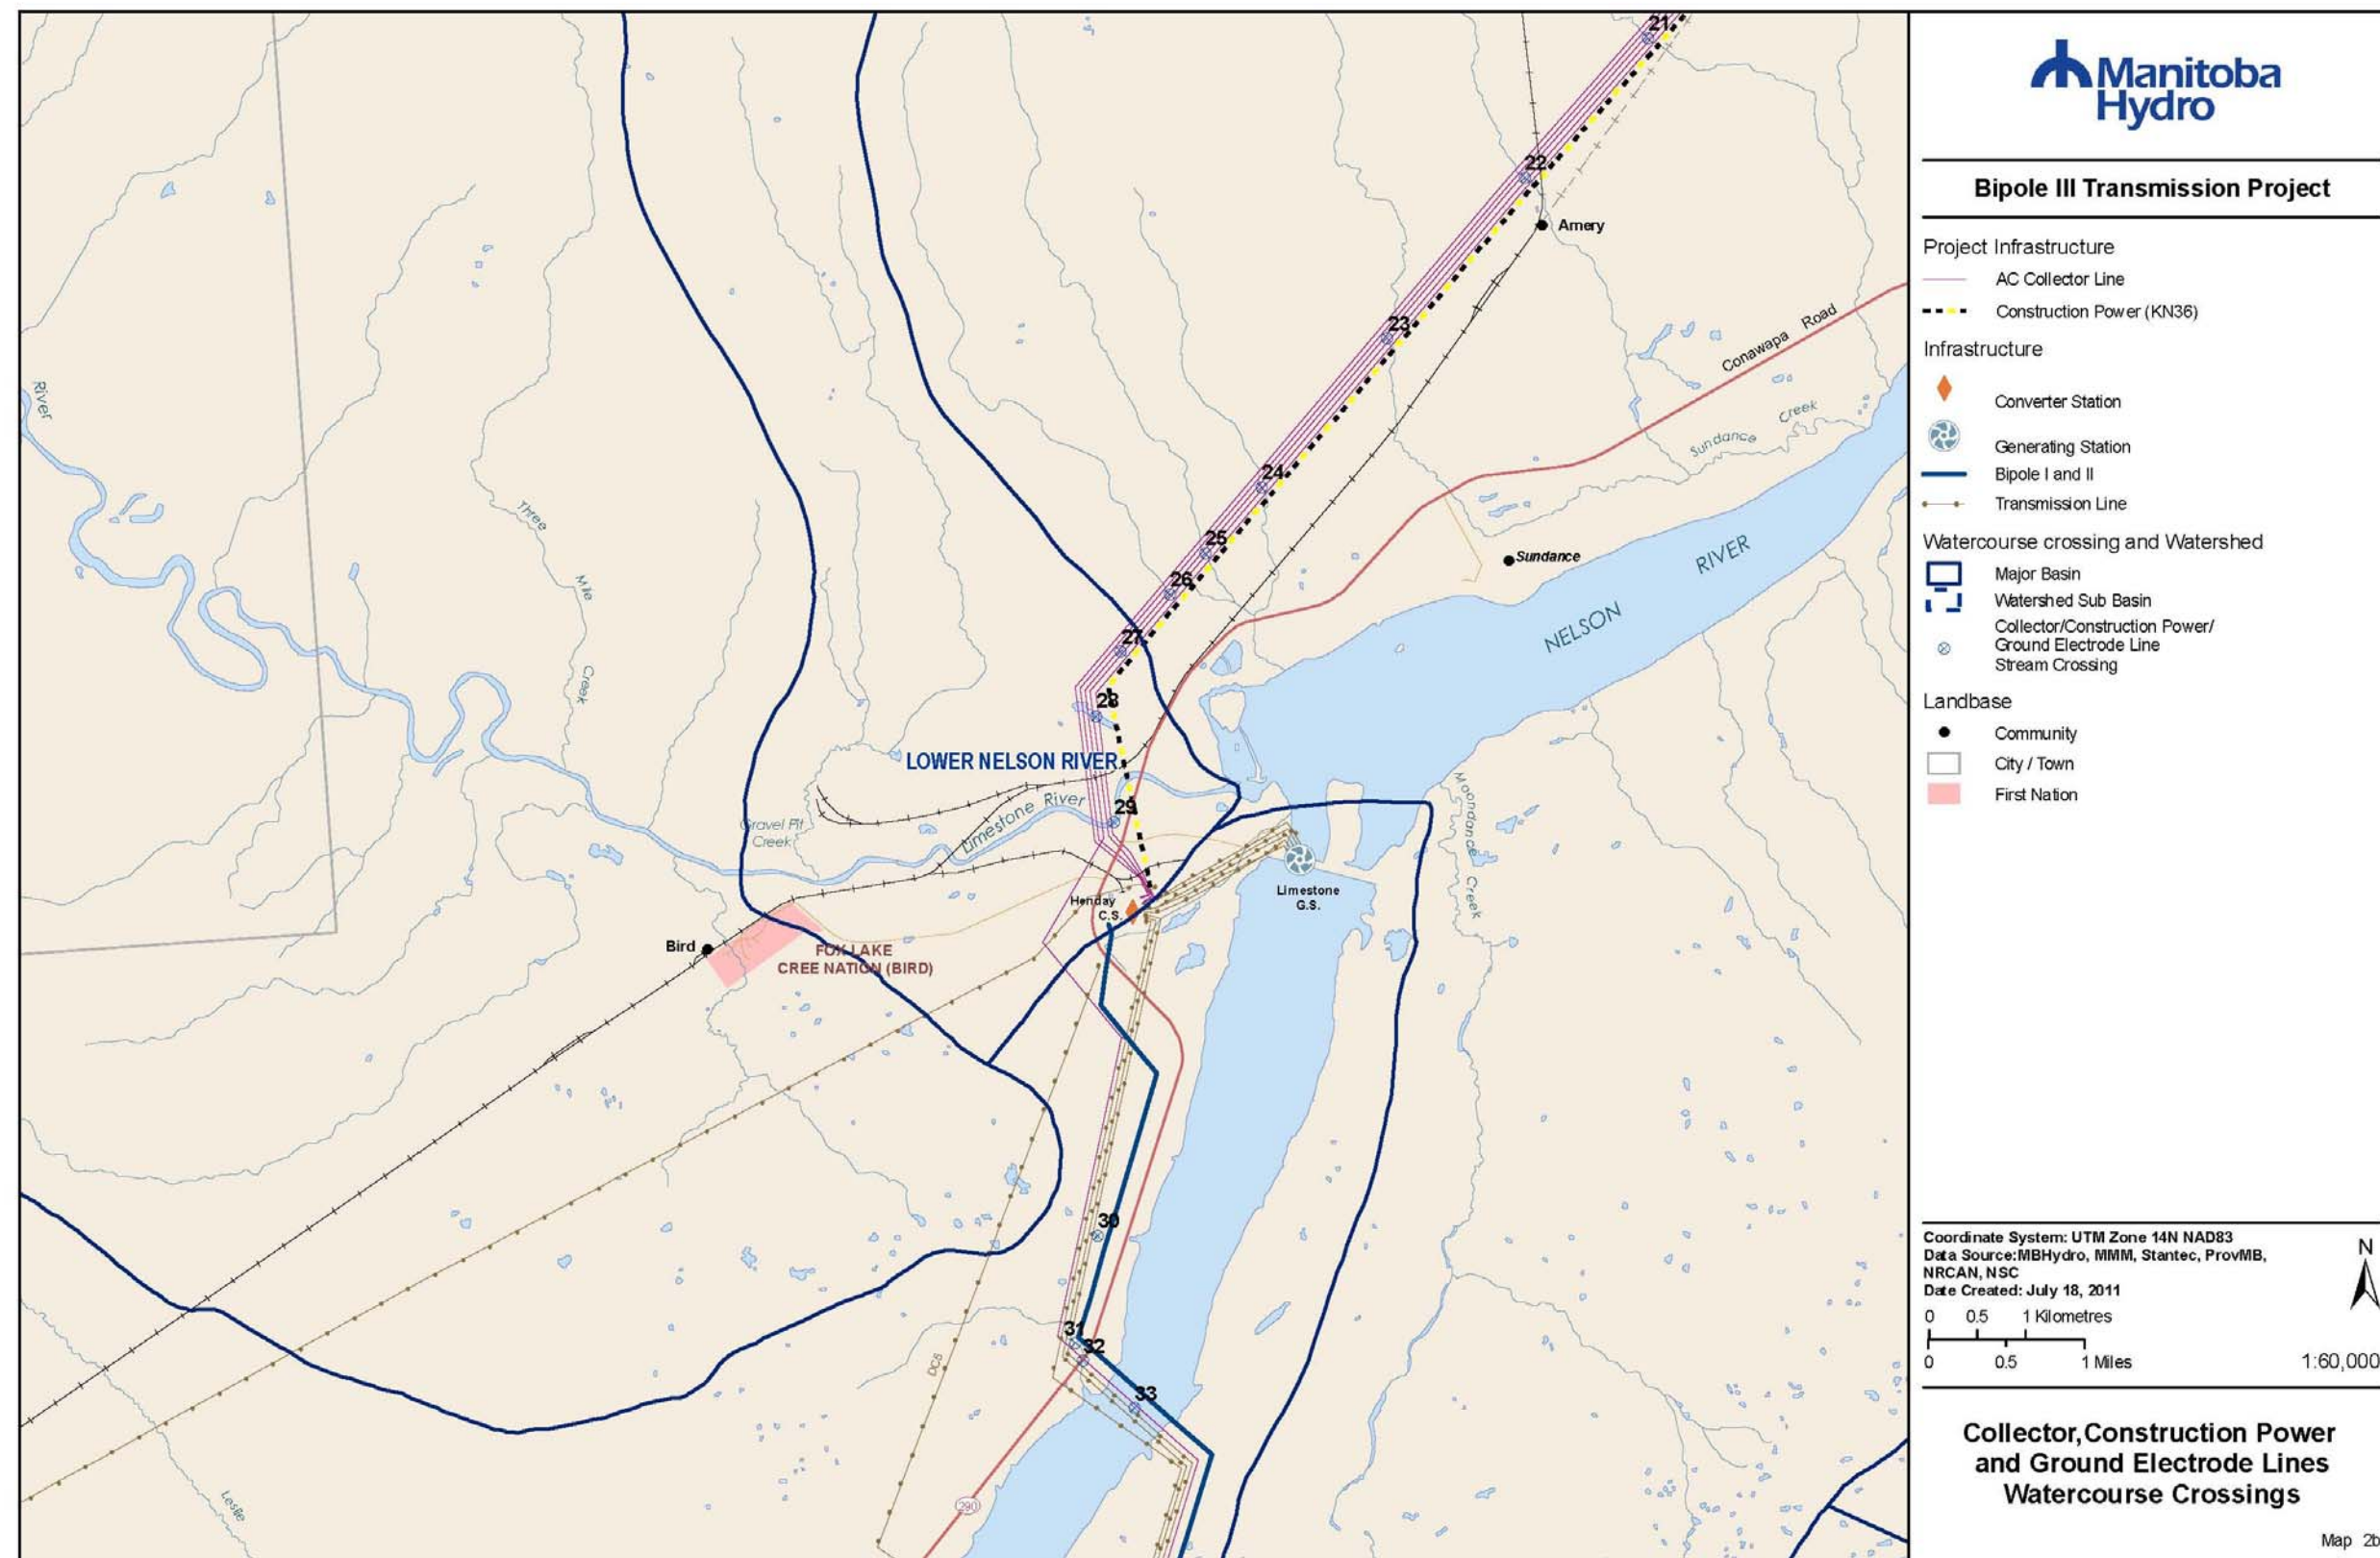 21
22
Amery
23
Conawapa Road
Sundance Creek
24
River
25
Sundance
Three Mile Creek
26
RIVER
NELSON
27
28
LOWER NELSON RIVER
Limestone River
29
Moondance Creek
Gravel Pit
Creek
Limestone
G.S.
Henday
C.S.
Bird
FOX LAKE
CREE NATION (BIRD)
30
31
32
DC5
33
290
Leslie
Manitoba
Hydro
Bipole III Transmission Project
Project Infrastructure
AC Collector Line
Construction Power (KN36)
Infrastructure
Converter Station
Generating Station
Bipole I and II
Transmission Line
Watercourse crossing and Watershed
Major Basin
Watershed Sub Basin
Collector/Construction Power/
Ground Electrode Line
Stream Crossing
Landbase
Community
City / Town
First Nation
Coordinate System: UTM Zone 14N NAD83
Data Source:MBHydro, MMM, Stantec, ProvMB,
NRCAN, NSC
Date Created: July 18, 2011
N
0 0.5 1 Kilometres
0 0.5 1 Miles
1:60,000
Collector,Construction Power
and Ground Electrode Lines
Watercourse Crossings
Map 2b